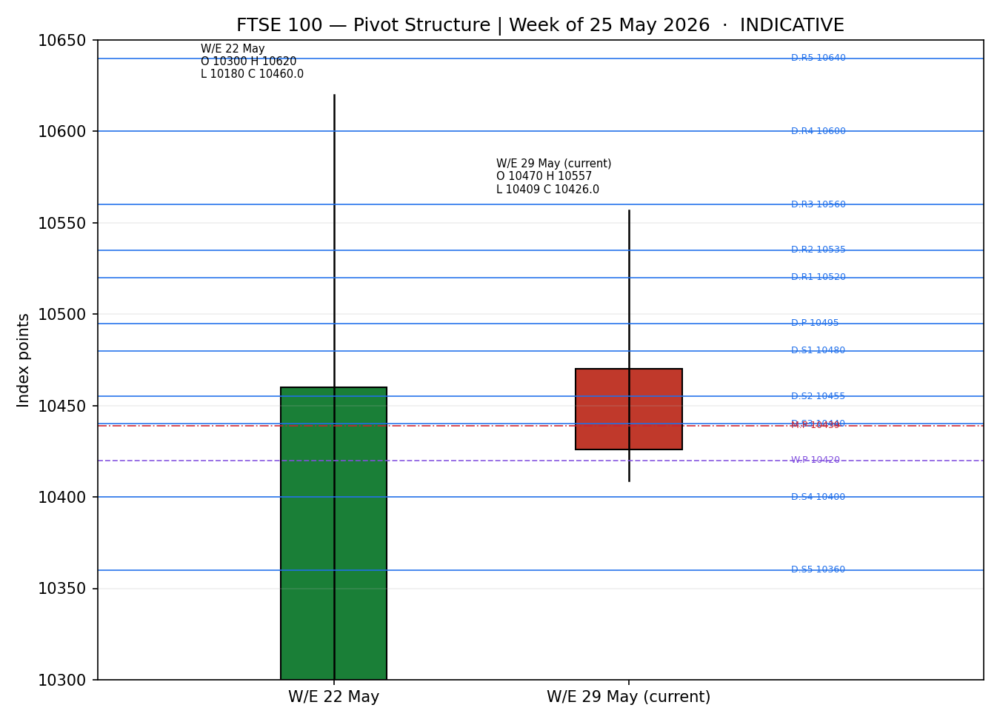 FTSE 100 — Pivot Structure | Week of 25 May 2026 · INDICATIVE
10650
W/E 22 May
O 10300 H 10620
L 10180 C 10460.0
D.R5 10640
10600
D.R4 10600
W/E 29 May (current)
O 10470 H 10557
L 10409 C 10426.0
D.R3 10560
10550
D.R2 10535
D.R1 10520
10500
D.P 10495
D.S1 10480
D.S2 10455
10450
D.S3 10440
M.P 10439
W.P 10420
10400
D.S4 10400
D.S5 10360
10350
10300
Index points
W/E 22 May
W/E 29 May (current)